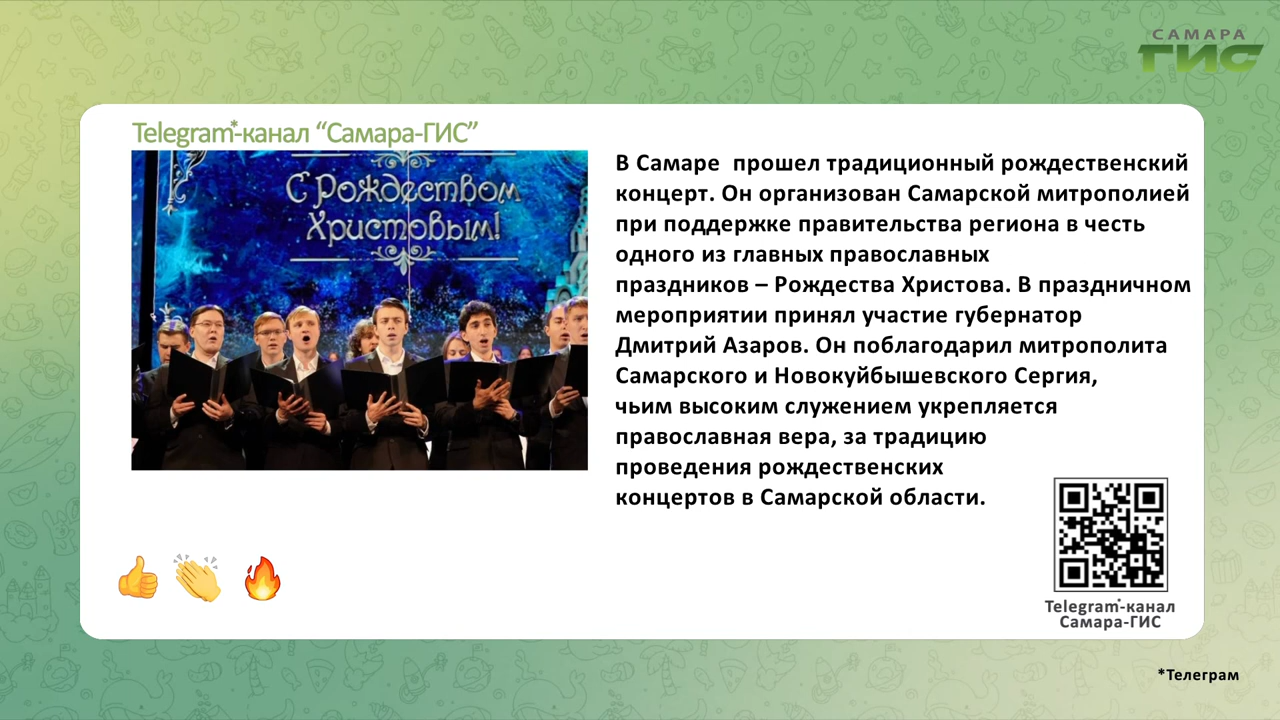 САМАРА
ГИС
Telegram*-канал “Самара-ГИС”
С Рождеством
Христовым!
В Самаре прошел традиционный рождественский
концерт. Он организован Самарской митрополией
при поддержке правительства региона в честь
одного из главных православных
праздников – Рождества Христова. В праздничном
мероприятии принял участие губернатор
Дмитрий Азаров. Он поблагодарил митрополита
Самарского и Новокуйбышевского Сергия,
чьим высоким служением укрепляется
православная вера, за традицию
проведения рождественских
концертов в Самарской области.
Telegram*-канал
Самара-ГИС
*Телеграм